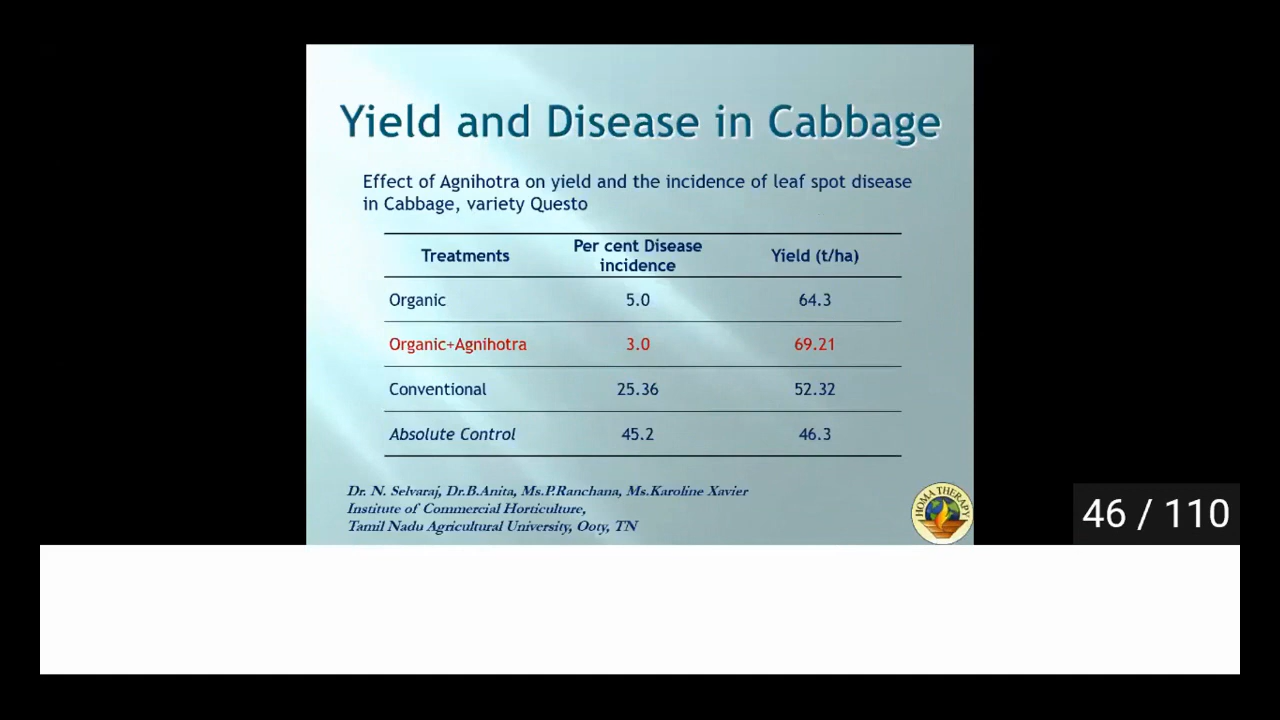 Yield and Disease in Cabbage
Effect of Agnihotra on yield and the incidence of leaf spot disease
in Cabbage, variety Questo
Treatments Per cent Disease incidence Yield (t/ha)
Organic 5.0 64.3
Organic+Agnihotra 3.0 69.21
Conventional 25.36 52.32
Absolute Control 45.2 46.3
Dr. N. Selvaraj, Dr.B.Anita, Ms.P.Ranchana, Ms.Karoline Xavier
Institute of Commercial Horticulture,
Tamil Nadu Agricultural University, Ooty, TN
HOMA THERAPY
46 / 110